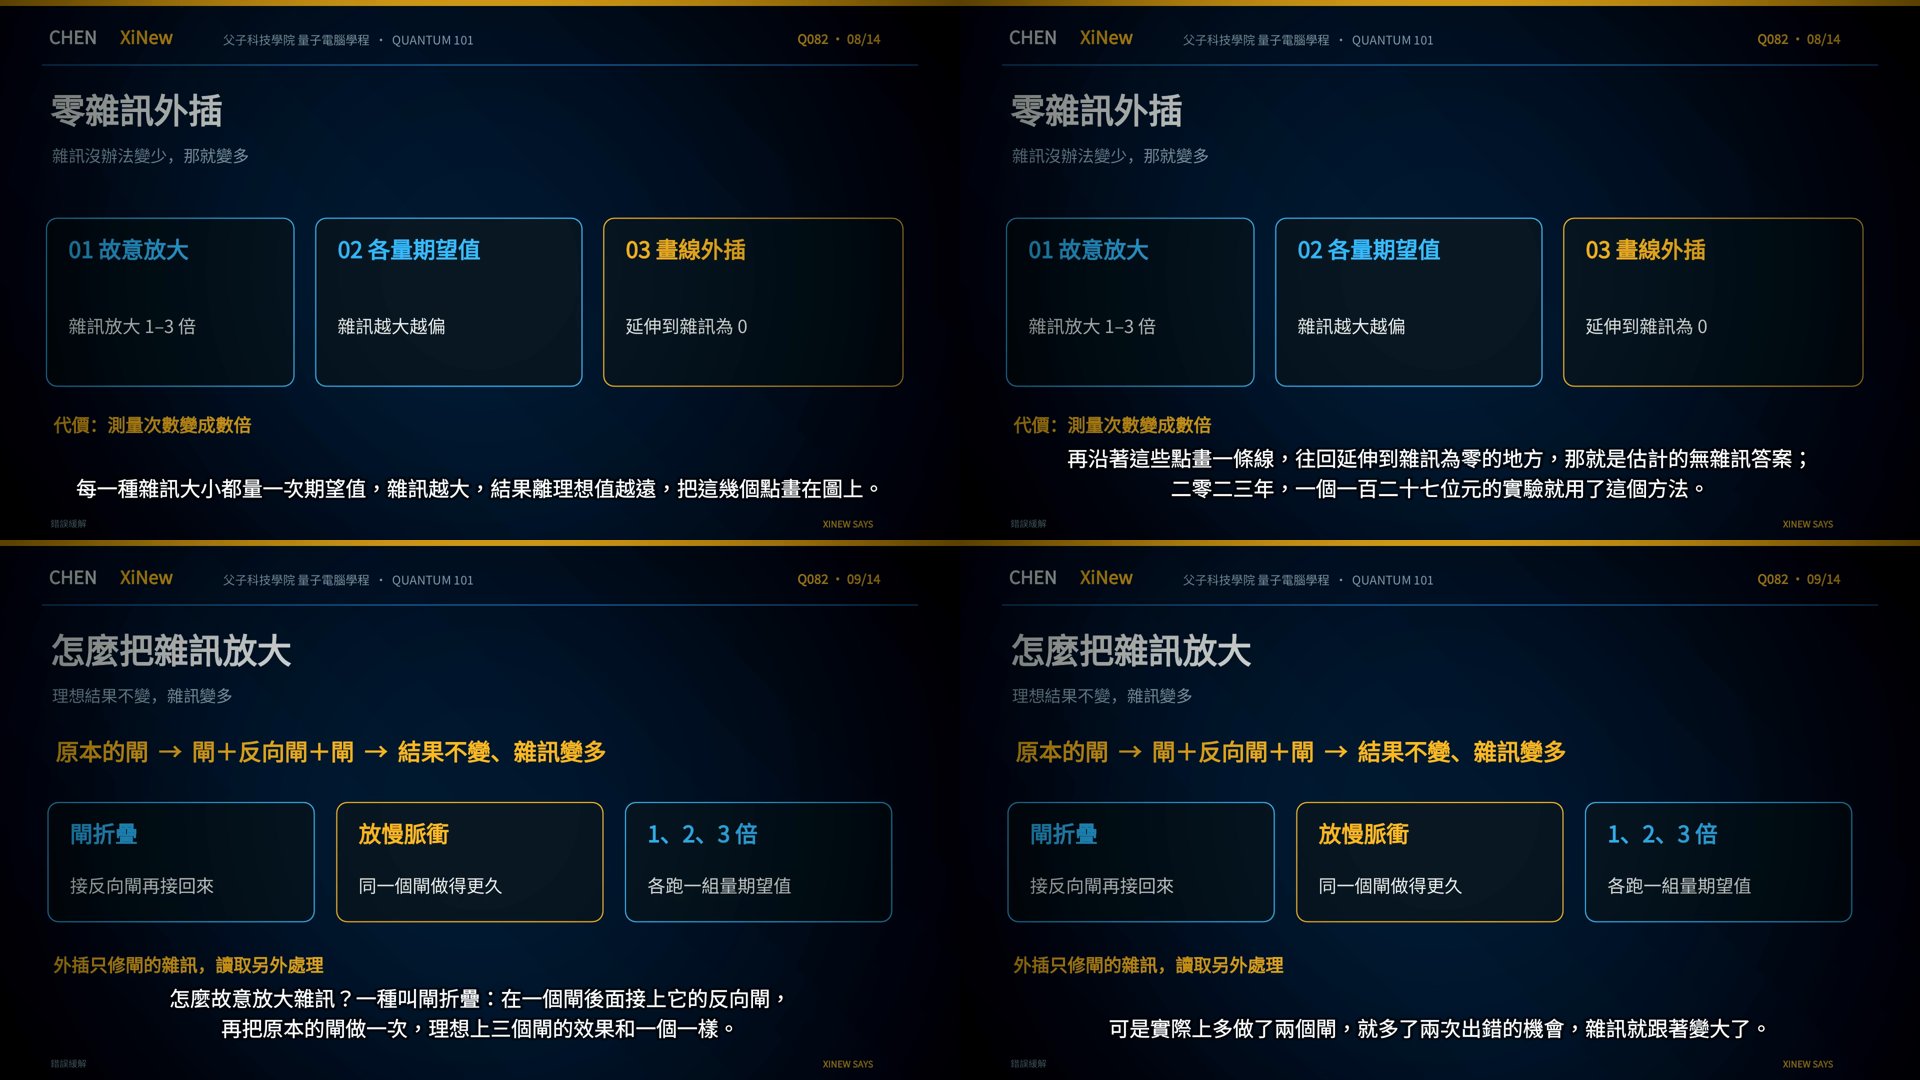 CHEN XiNew 父子科技學院 量子電腦學程 · QUANTUM 101 Q082 · 08/14
零雜訊外插
雜訊沒辦法變少，那就變多
01 故意放大
雜訊放大 1–3 倍
02 各量期望值
雜訊越大越偏
03 畫線外插
延伸到雜訊為 0
代價：測量次數變成數倍
每一種雜訊大小都量一次期望值，雜訊越大，結果離理想值越遠，把這幾個點畫在圖上。
錯誤緩解 XINEW SAYS
CHEN XiNew 父子科技學院 量子電腦學程 · QUANTUM 101 Q082 · 08/14
零雜訊外插
雜訊沒辦法變少，那就變多
01 故意放大
雜訊放大 1–3 倍
02 各量期望值
雜訊越大越偏
03 畫線外插
延伸到雜訊為 0
代價：測量次數變成數倍
再沿著這些點畫一條線，往回延伸到雜訊為零的地方，那就是估計的無雜訊答案；
二零二三年，一個一百二十七位元的實驗就用了這個方法。
錯誤緩解 XINEW SAYS
CHEN XiNew 父子科技學院 量子電腦學程 · QUANTUM 101 Q082 · 09/14
怎麼把雜訊放大
理想結果不變，雜訊變多
原本的閘 → 閘＋反向閘＋閘 → 結果不變、雜訊變多
閘折疊
接反向閘再接回來
放慢脈衝
同一個閘做得更久
1、2、3 倍
各跑一組量期望值
外插只修閘的雜訊，讀取另外處理
怎麼故意放大雜訊？一種叫閘折疊：在一個閘後面接上它的反向閘，
再把原本的閘做一次，理想上三個閘的效果和一個一樣。
錯誤緩解 XINEW SAYS
CHEN XiNew 父子科技學院 量子電腦學程 · QUANTUM 101 Q082 · 09/14
怎麼把雜訊放大
理想結果不變，雜訊變多
原本的閘 → 閘＋反向閘＋閘 → 結果不變、雜訊變多
閘折疊
接反向閘再接回來
放慢脈衝
同一個閘做得更久
1、2、3 倍
各跑一組量期望值
外插只修閘的雜訊，讀取另外處理
可是實際上多做了兩個閘，就多了兩次出錯的機會，雜訊就跟著變大了。
錯誤緩解 XINEW SAYS